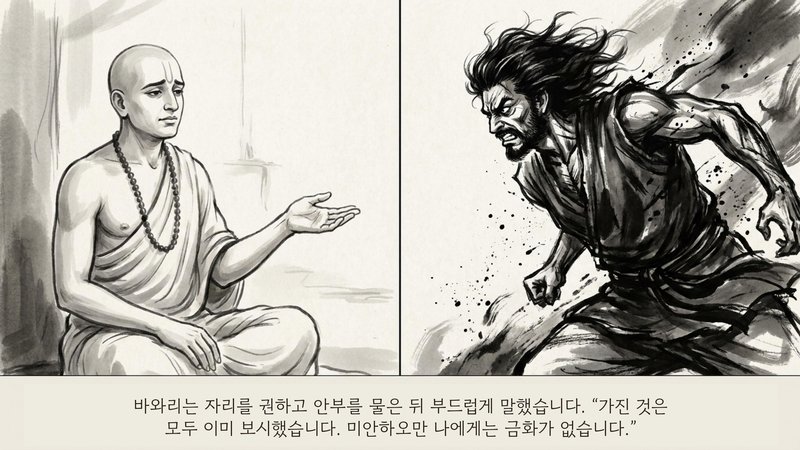 바와리는 자리를 권하고 안부를 물은 뒤 부드럽게 말했습니다. “가진 것은
모두 이미 보시했습니다. 미안하오만 나에게는 금화가 없습니다.”